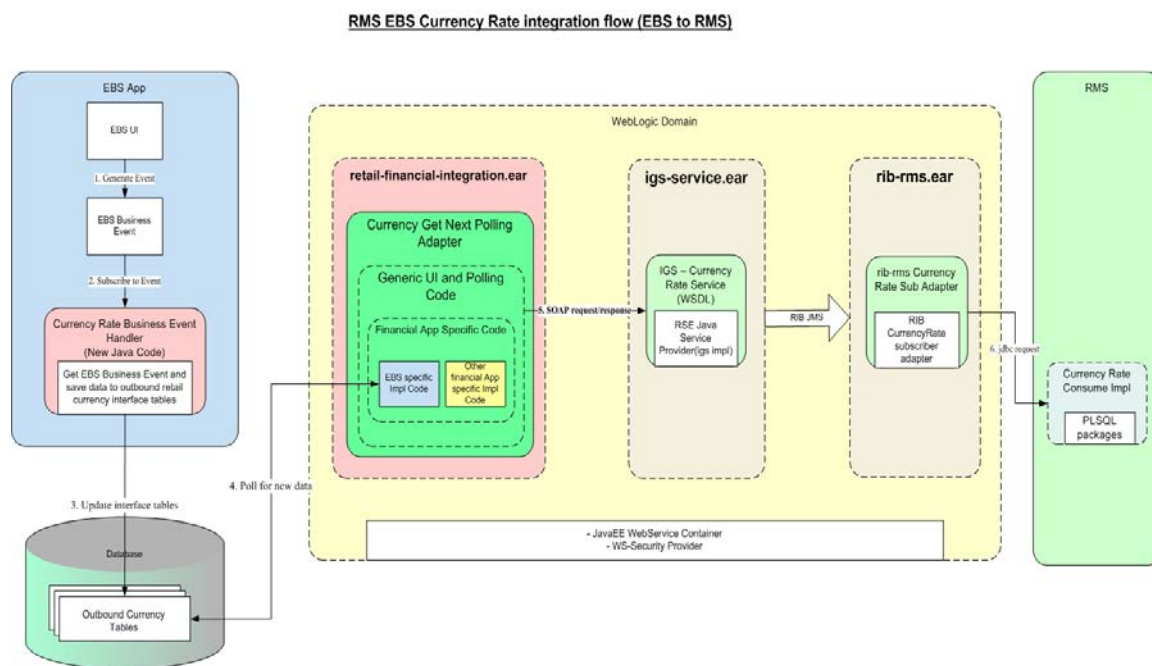 RMS EBS Currency Rate integration flow (EBS to RMS)
EBS App
EBS UI
1. Generate Event
EBS Business
Event
2. Subscribe to Event
Currency Rate Business Event
Handler
(New Java Code)
Get EBS Business Event and
save data to outbound retail
currency interface tables
3. Update interface tables
Database
Outbound Currency
Tables
4. Poll for new data
WebLogic Domain
retail-financial-integration.ear
Currency Get Next Polling
Adapter
Generic UI and Polling
Code
Financial App Specific Code
EBS specific
Impl Code
Other
financial App
specific Impl
Code
5. SOAP request/response
igs-service.ear
IGS – Currency
Rate Service
(WSDL)
RSE Java
Service
Provider(igs impl)
RIB JMS
rib-rms.ear
rib-rms Currency
Rate Sub Adapter
RIB
CurrencyRate
subscriber
adapter
6. jdbc request
- JavaEE WebService Container
- WS-Security Provider
RMS
Currency Rate
Consume Impl
PLSQL
packages